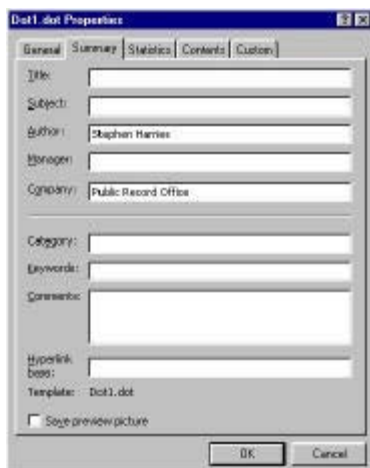 Dot1.dot Properties
General Summary Statistics Contents Custom
Title:
Subject:
Author: Stephen Harries
Manager:
Company: Public Record Office
Category:
Keywords:
Comments:
Hyperlink
base:
Template: Dot1.dot
Save preview picture
OK Cancel